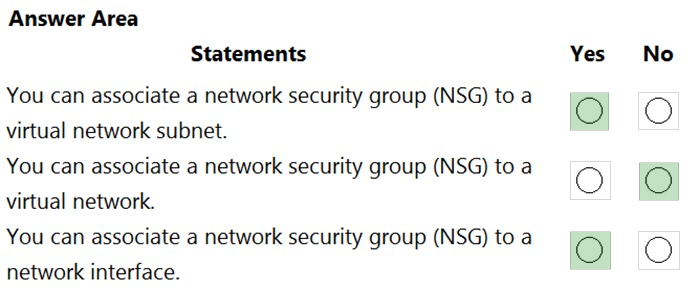 Answer Area
Statements Yes No
You can associate a network security group (NSG) to a
virtual network subnet.
You can associate a network security group (NSG) to a
virtual network.
You can associate a network security group (NSG) to a
network interface.